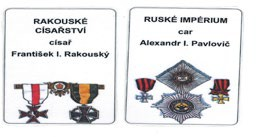 RAKOUSKÉ
CÍSAŘSTVÍ
císař
František I. Rakouský
RUSKÉ IMPÉRIUM
car
Alexandr I. Pavlovič